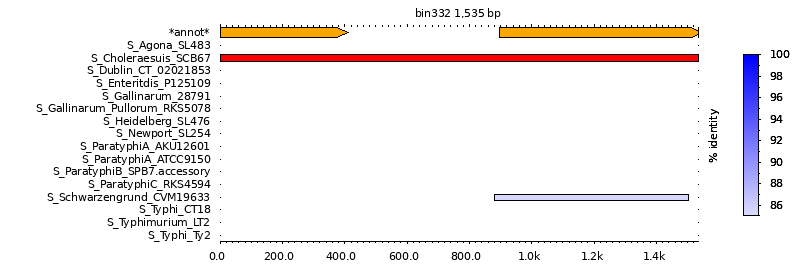 bin332 1,535 bp
*annot*
S_Agona_SL483
S_Choleraesuis_SCB67
S_Dublin_CT_02021853
S_Enteritdis_P125109
S_Gallinarum_28791
S_Gallinarum_Pullorum_RKS5078
S_Heidelberg_SL476
S_Newport_SL254
S_ParatyphiA_AKU12601
S_ParatyphiA_ATCC9150
S_ParatyphiB_SPB7.accessory
S_ParatyphiC_RKS4594
S_Schwarzengrund_CVM19633
S_Typhi_CT18
S_Typhimurium_LT2
S_Typhi_Ty2
0.0 200.0 400.0 600.0 800.0 1.0k 1.2k 1.4k
% identity
100
98
96
94
92
90
88
86